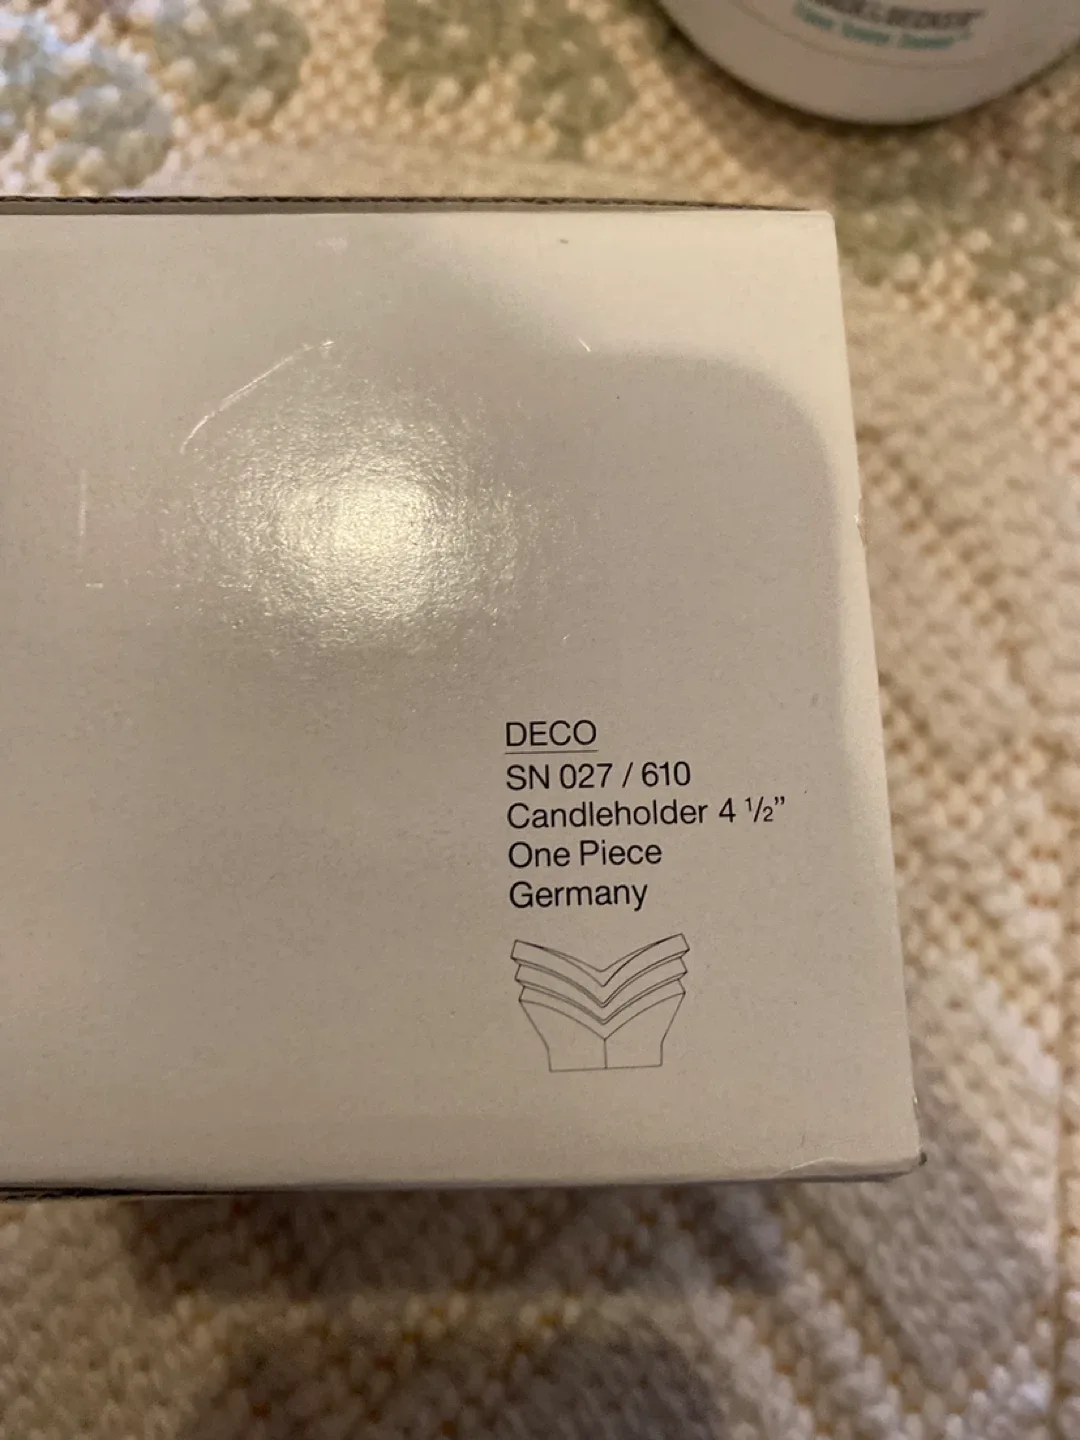 DECO
SN 027 / 610
Candleholder 4 ½”
One Piece
Germany